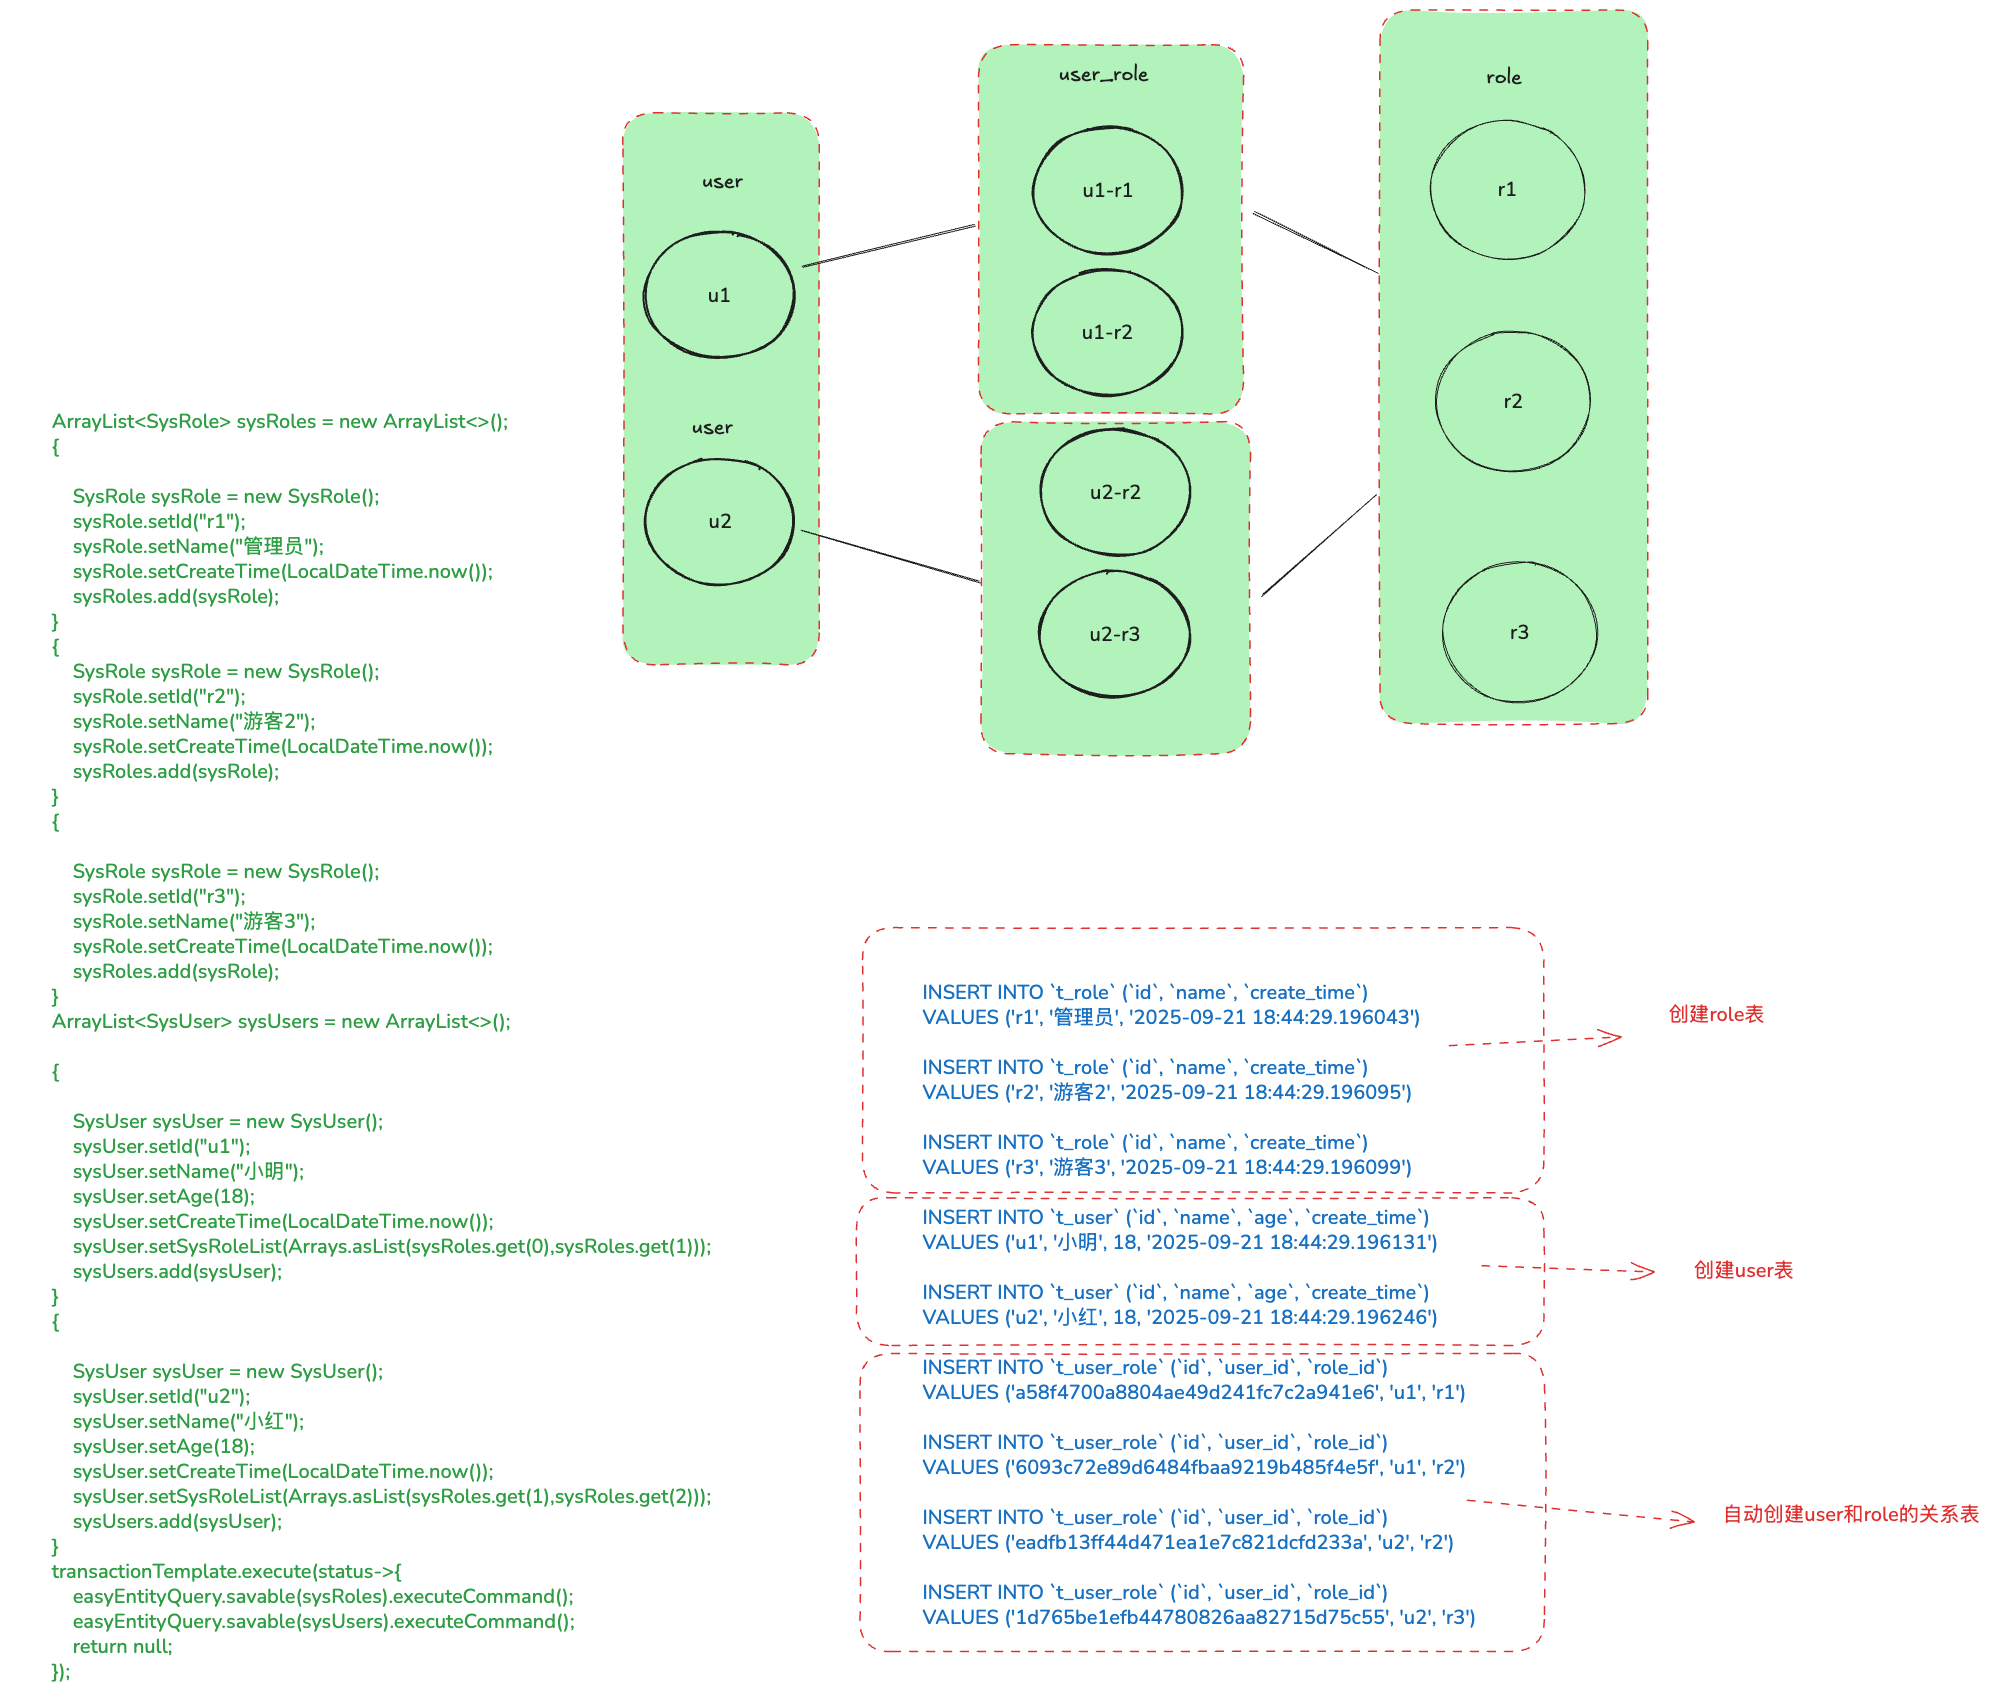 user_role
role
user
u1-r1
r1
u1
u1-r2
r2
user
u2-r2
u2
u2-r3
r3
ArrayList<SysRole> sysRoles = new ArrayList<>();
{
SysRole sysRole = new SysRole();
sysRole.setId("r1");
sysRole.setName("管理员");
sysRole.setCreateTime(LocalDateTime.now());
sysRoles.add(sysRole);
}
{
SysRole sysRole = new SysRole();
sysRole.setId("r2");
sysRole.setName("游客2");
sysRole.setCreateTime(LocalDateTime.now());
sysRoles.add(sysRole);
}
{
SysRole sysRole = new SysRole();
sysRole.setId("r3");
sysRole.setName("游客3");
sysRole.setCreateTime(LocalDateTime.now());
sysRoles.add(sysRole);
}
ArrayList<SysUser> sysUsers = new ArrayList<>();
{
SysUser sysUser = new SysUser();
sysUser.setId("u1");
sysUser.setName("小明");
sysUser.setAge(18);
sysUser.setCreateTime(LocalDateTime.now());
sysUser.setSysRoleList(Arrays.asList(sysRoles.get(0),sysRoles.get(1)));
sysUsers.add(sysUser);
}
{
SysUser sysUser = new SysUser();
sysUser.setId("u2");
sysUser.setName("小红");
sysUser.setAge(18);
sysUser.setCreateTime(LocalDateTime.now());
sysUser.setSysRoleList(Arrays.asList(sysRoles.get(1),sysRoles.get(2)));
sysUsers.add(sysUser);
}
transactionTemplate.execute(status->{
easyEntityQuery.savable(sysRoles).executeCommand();
easyEntityQuery.savable(sysUsers).executeCommand();
return null;
});
INSERT INTO `t_role` (`id`, `name`, `create_time`)
VALUES ('r1', '管理员', '2025-09-21 18:44:29.196043')
INSERT INTO `t_role` (`id`, `name`, `create_time`)
VALUES ('r2', '游客2', '2025-09-21 18:44:29.196095')
INSERT INTO `t_role` (`id`, `name`, `create_time`)
VALUES ('r3', '游客3', '2025-09-21 18:44:29.196099')
创建role表
INSERT INTO `t_user` (`id`, `name`, `age`, `create_time`)
VALUES ('u1', '小明', 18, '2025-09-21 18:44:29.196131')
INSERT INTO `t_user` (`id`, `name`, `age`, `create_time`)
VALUES ('u2', '小红', 18, '2025-09-21 18:44:29.196246')
创建user表
INSERT INTO `t_user_role` (`id`, `user_id`, `role_id`)
VALUES ('a58f4700a8804ae49d241fc7c2a941e6', 'u1', 'r1')
INSERT INTO `t_user_role` (`id`, `user_id`, `role_id`)
VALUES ('6093c72e89d6484fbaa9219b485f4e5f', 'u1', 'r2')
INSERT INTO `t_user_role` (`id`, `user_id`, `role_id`)
VALUES ('eadfb13ff44d471ea1e7c821dcfd233a', 'u2', 'r2')
INSERT INTO `t_user_role` (`id`, `user_id`, `role_id`)
VALUES ('1d765be1efb44780826aa82715d75c55', 'u2', 'r3')
自动创建user和role的关系表